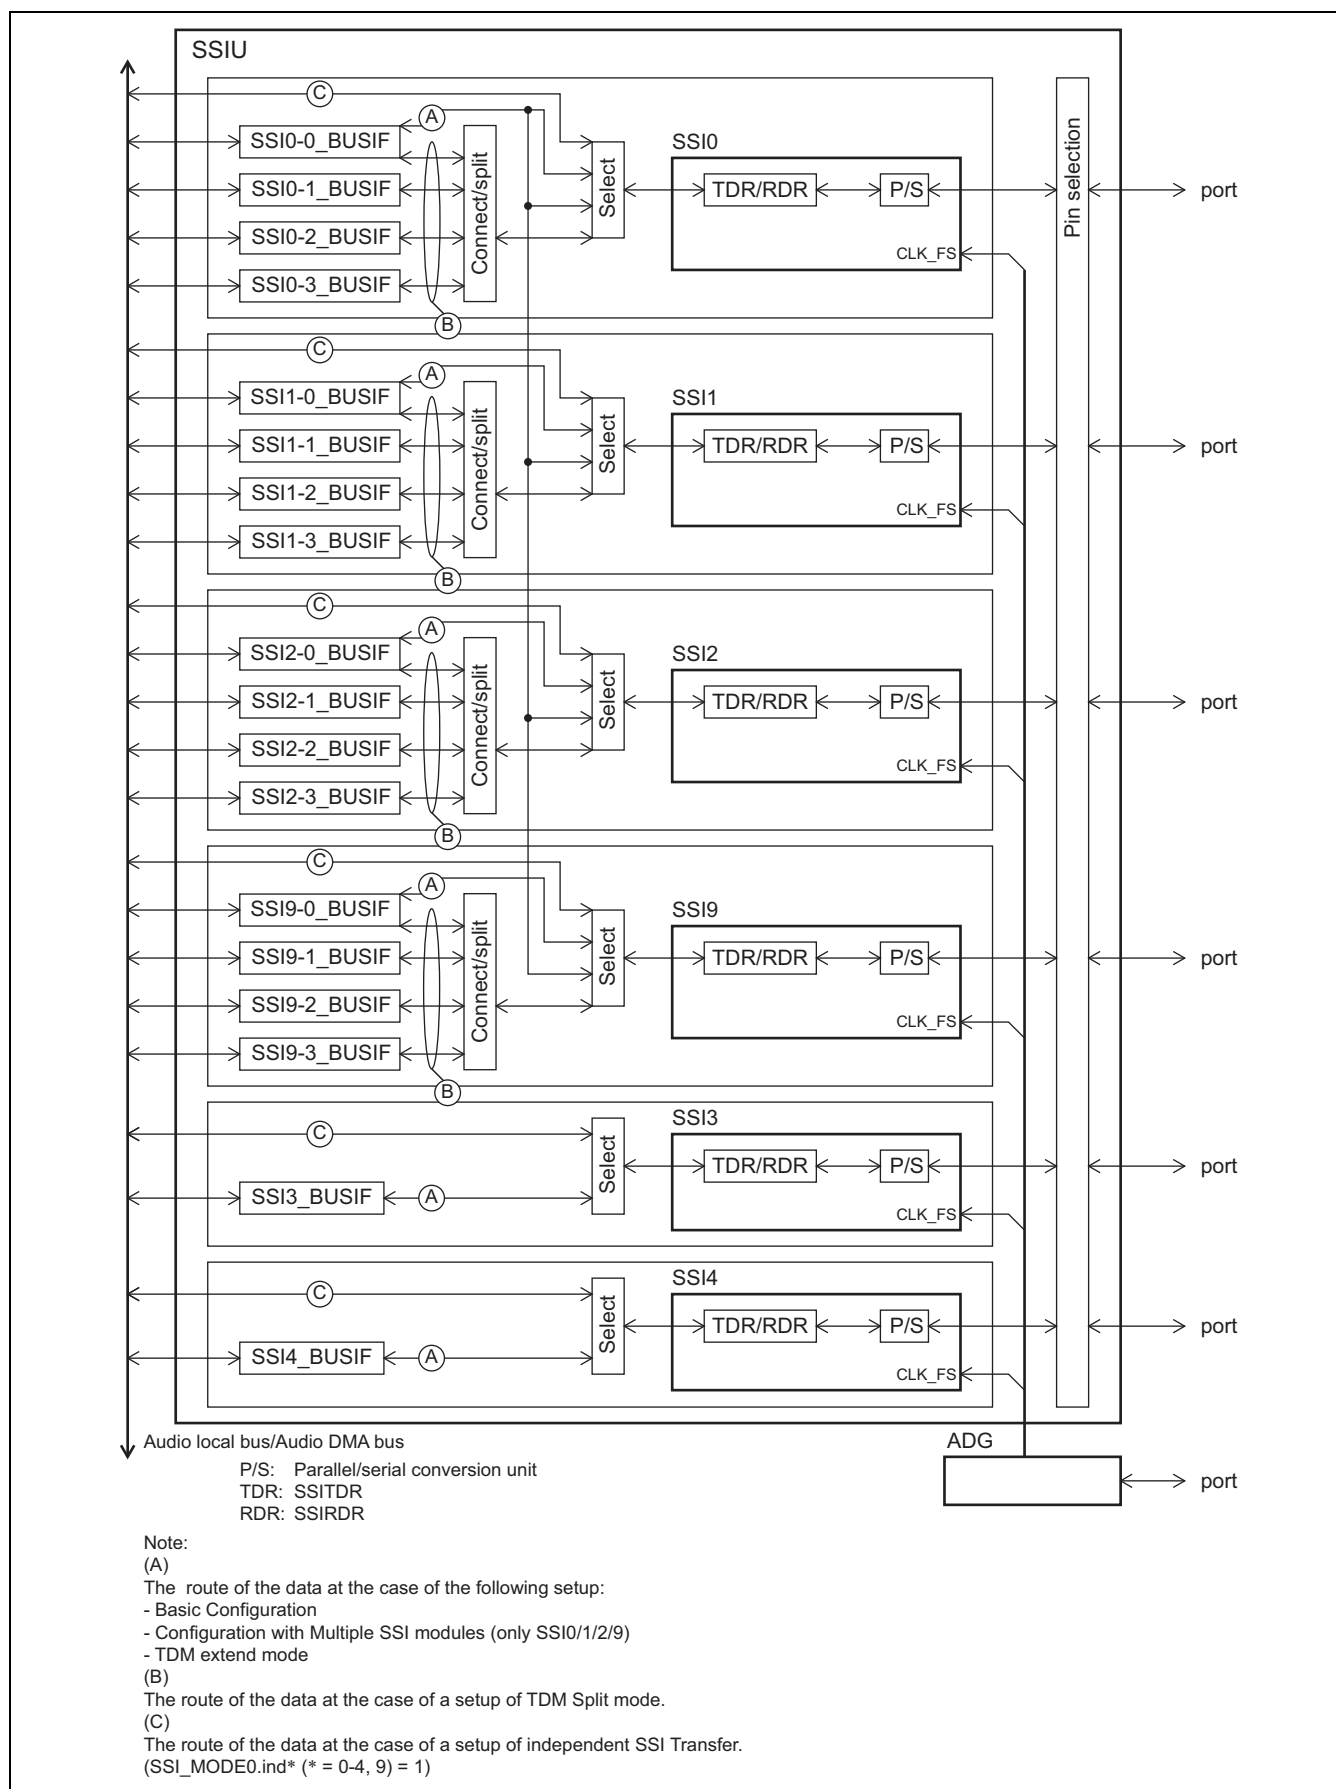 SSIU
C
A
SSI0-0_BUSIF
SSI0-1_BUSIF
SSI0-2_BUSIF
SSI0-3_BUSIF
B
Connect/split
Select
SSI0
TDR/RDR
P/S
CLK_FS
Pin selection
port
C
A
SSI1-0_BUSIF
SSI1-1_BUSIF
SSI1-2_BUSIF
SSI1-3_BUSIF
B
Connect/split
Select
SSI1
TDR/RDR
P/S
CLK_FS
port
C
A
SSI2-0_BUSIF
SSI2-1_BUSIF
SSI2-2_BUSIF
SSI2-3_BUSIF
B
Connect/split
Select
SSI2
TDR/RDR
P/S
CLK_FS
port
C
A
SSI9-0_BUSIF
SSI9-1_BUSIF
SSI9-2_BUSIF
SSI9-3_BUSIF
B
Connect/split
Select
SSI9
TDR/RDR
P/S
CLK_FS
port
C
SSI3_BUSIF
A
Select
SSI3
TDR/RDR
P/S
CLK_FS
port
C
SSI4_BUSIF
A
Select
SSI4
TDR/RDR
P/S
CLK_FS
port
Audio local bus/Audio DMA bus
ADG
port
P/S: Parallel/serial conversion unit
TDR: SSITDR
RDR: SSIRDR
Note:
(A)
The route of the data at the case of the following setup:
- Basic Configuration
- Configuration with Multiple SSI modules (only SSI0/1/2/9)
- TDM extend mode
(B)
The route of the data at the case of a setup of TDM Split mode.
(C)
The route of the data at the case of a setup of independent SSI Transfer.
(SSI_MODE0.ind* (* = 0-4, 9) = 1)